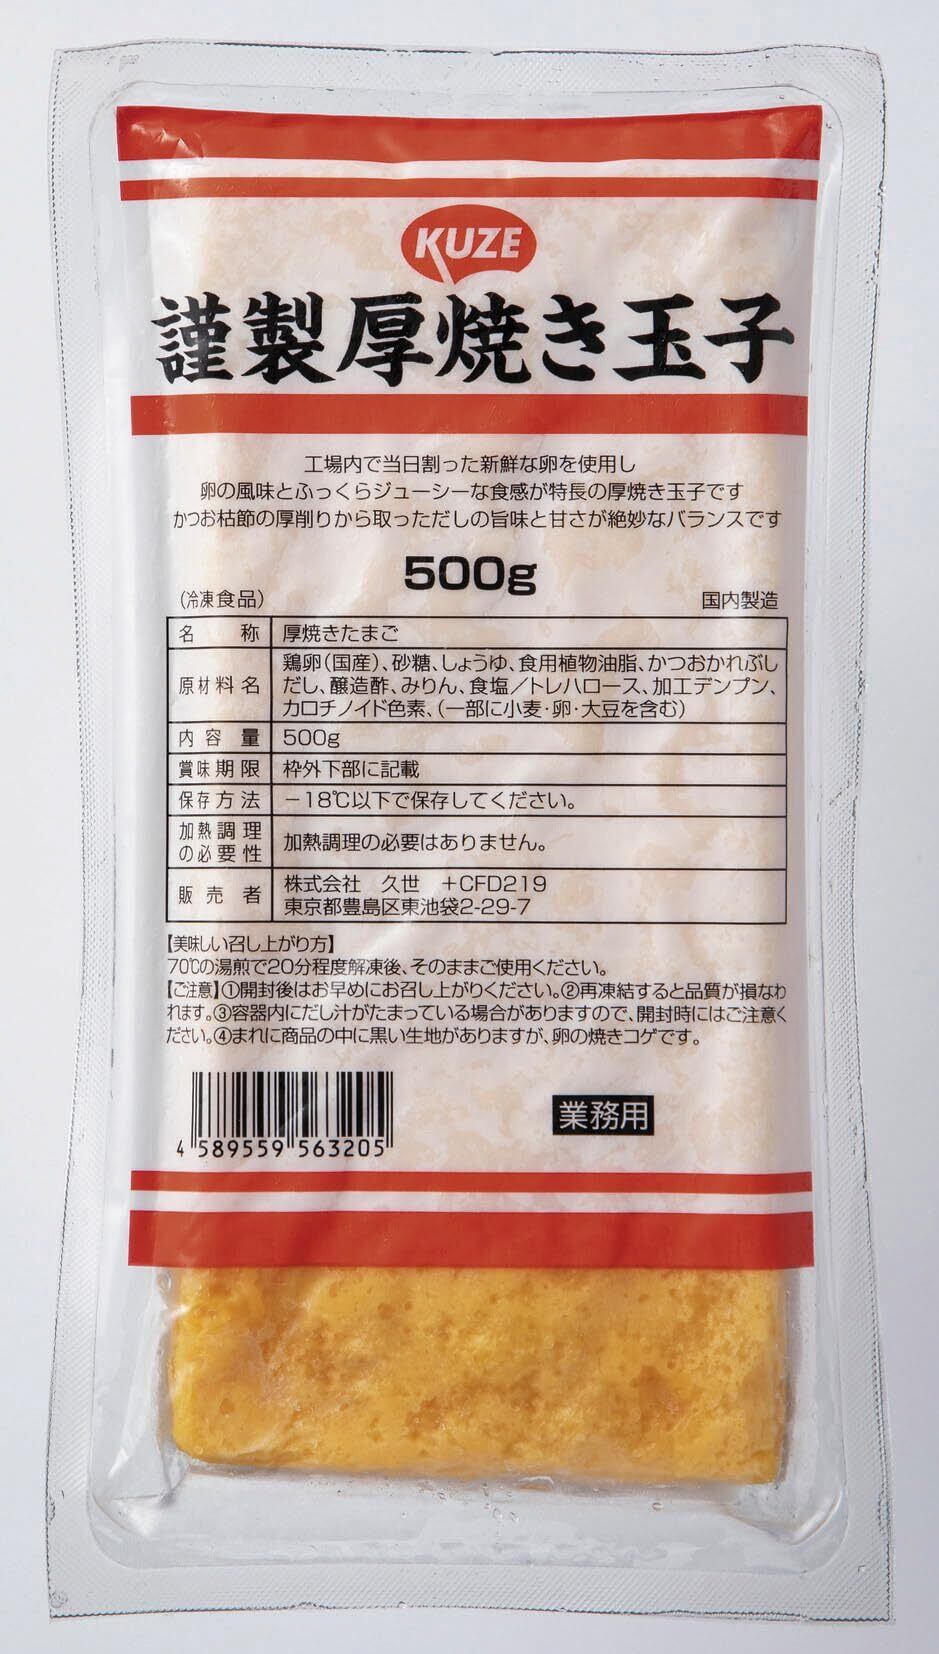 KUZE
謹製厚焼き玉子
工場内で当日割った新鮮な卵を使用し
卵の風味とふっくらジューシーな食感が特長の厚焼き玉子です
かつお枯節の厚削りから取っただしの旨味と甘さが絶妙なバランスです
500g
(冷凍食品)
国内製造
名称 厚焼きたまご
原材料名 鶏卵(国産)、砂糖、しょうゆ、食用植物油脂、かつおかれぶし
だし、醸造酢、みりん、食塩/トレハロース、加工デンプン、
カロチノイド色素、(一部に小麦・卵・大豆を含む)
内容量 500g
賞味期限 枠外下部に記載
保存方法 -18℃以下で保存してください。
加熱調理
の必要性 加熱調理の必要はありません。
販売者 株式会社 久世 +CFD219
東京都豊島区東池袋2-29-7
【美味しい召し上がり方】
70℃の湯煎で20分程度解凍後、そのままご使用ください。
【ご注意】①開封後はお早めにお召し上がりください。②再凍結すると品質が損なわ
れます。③容器内にだし汁がたまっている場合がありますので、開封時にはご注意く
ださい。④まれに商品の中に黒い生地がありますが、卵の焼きコゲです。
4 589559 563205
業務用